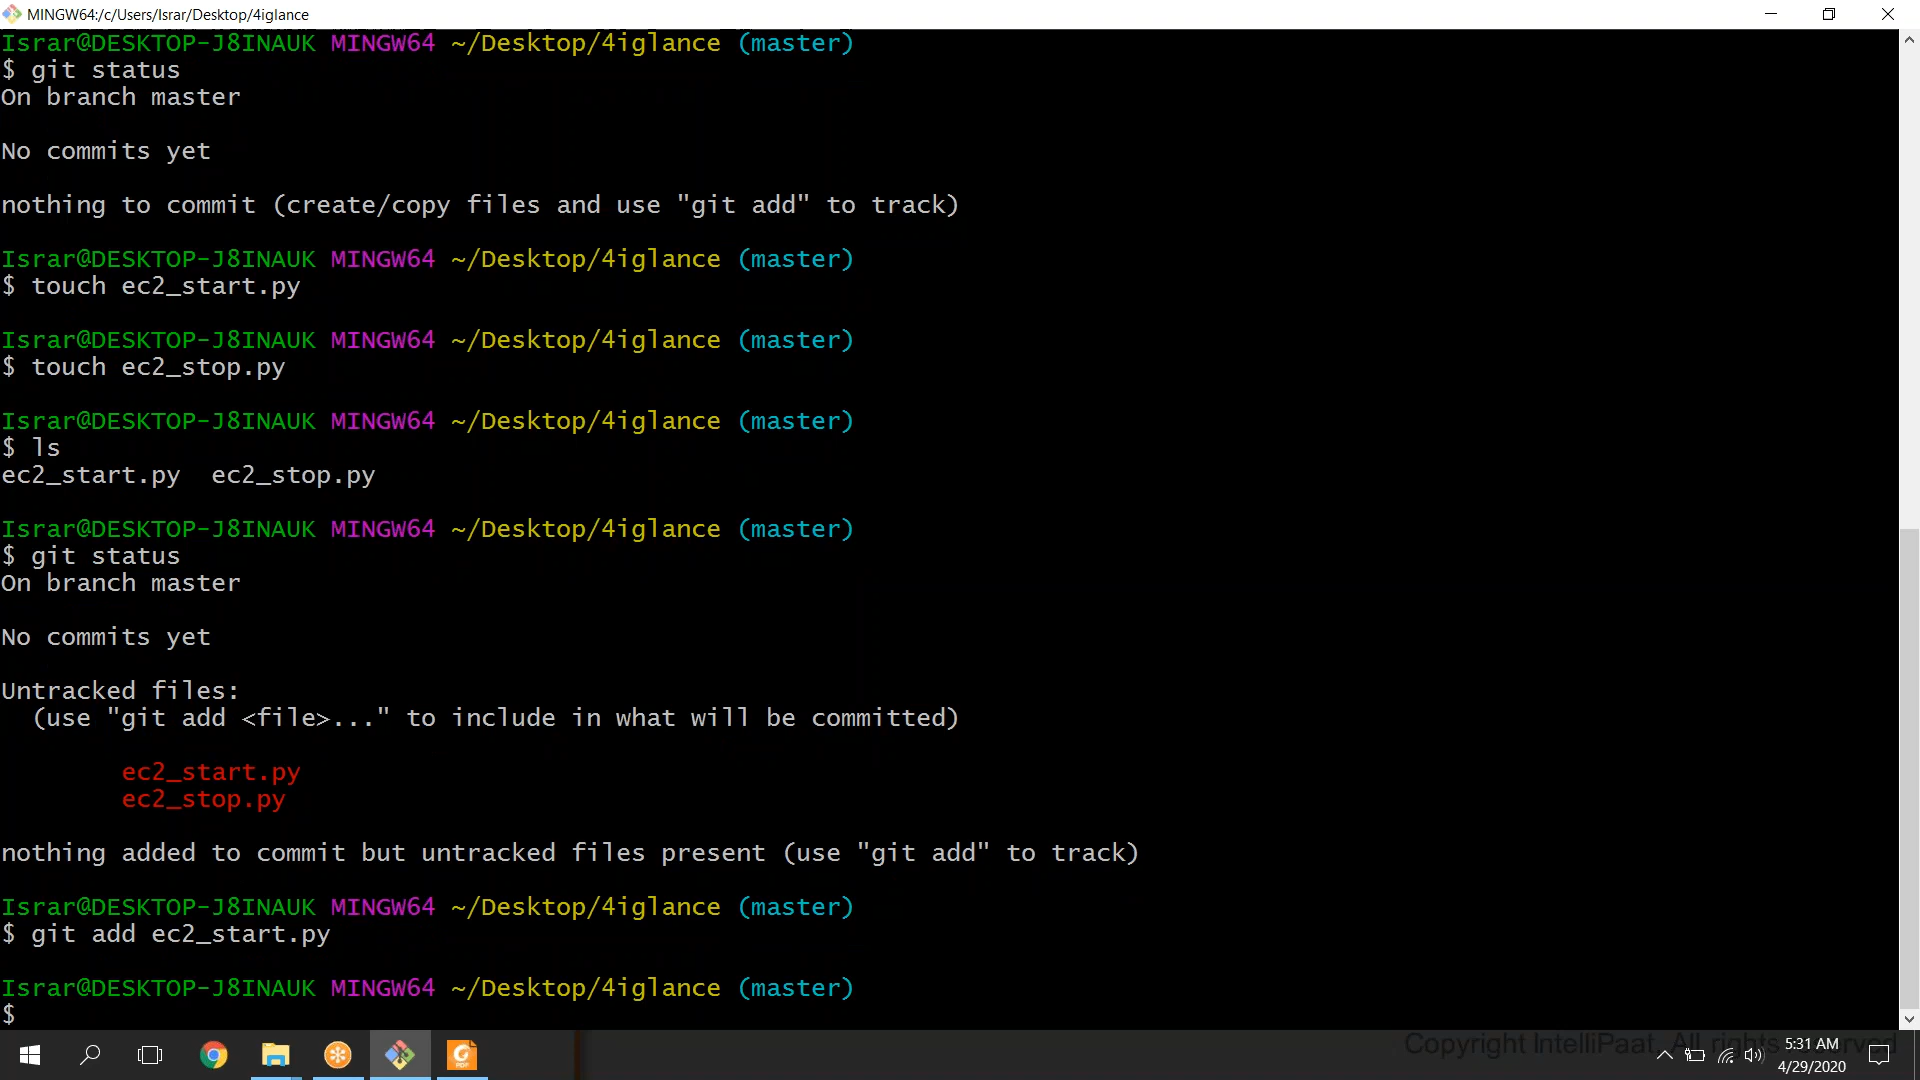 MINGW64:/c/Users/Israr/Desktop/4iglance
Israr@DESKTOP-J8INAUK MINGW64 ~/Desktop/4iglance (master)
$ git status
On branch master
No commits yet
nothing to commit (create/copy files and use "git add" to track)
Israr@DESKTOP-J8INAUK MINGW64 ~/Desktop/4iglance (master)
$ touch ec2_start.py
Israr@DESKTOP-J8INAUK MINGW64 ~/Desktop/4iglance (master)
$ touch ec2_stop.py
Israr@DESKTOP-J8INAUK MINGW64 ~/Desktop/4iglance (master)
$ ls
ec2_start.py  ec2_stop.py
Israr@DESKTOP-J8INAUK MINGW64 ~/Desktop/4iglance (master)
$ git status
On branch master
No commits yet
Untracked files:
(use "git add <file>..." to include in what will be committed)
ec2_start.py
ec2_stop.py
nothing added to commit but untracked files present (use "git add" to track)
Israr@DESKTOP-J8INAUK MINGW64 ~/Desktop/4iglance (master)
$ git add ec2_start.py
Israr@DESKTOP-J8INAUK MINGW64 ~/Desktop/4iglance (master)
$
Copyright IntelliPaat, All rights reserved
5:31 AM
4/29/2020